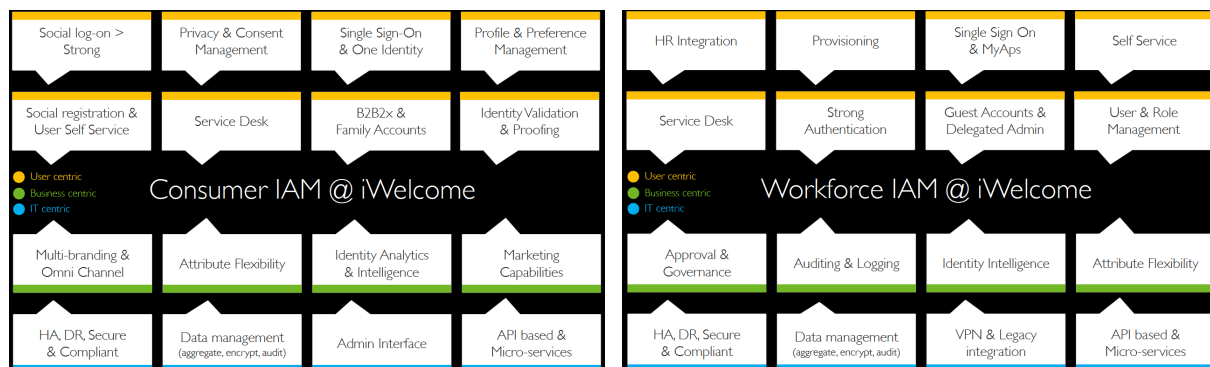 Social log-on >
Strong
Privacy & Consent
Management
Single Sign-On
& One Identity
Profile & Preference
Management
Social registration &
User Self Service
Service Desk
B2B2x &
Family Accounts
Identity Validation
& Proofing
User centric
Business centric
IT centric
Consumer IAM @ iWelcome
Multi-branding &
Omni Channel
Attribute Flexibility
Identity Analytics
& Intelligence
Marketing
Capabilities
HA, DR, Secure
& Compliant
Data management
(aggregate, encrypt, audit)
Admin Interface
API based &
Micro-services
HR Integration
Provisioning
Single Sign On
& MyAps
Self Service
Service Desk
Strong
Authentication
Guest Accounts &
Delegated Admin
User & Role
Management
User centric
Business centric
IT centric
Workforce IAM @ iWelcome
Approval &
Governance
Auditing & Logging
Identity Intelligence
Attribute Flexibility
HA, DR, Secure
& Compliant
Data management
(aggregate, encrypt, audit)
VPN & Legacy
integration
API based &
Micro-services